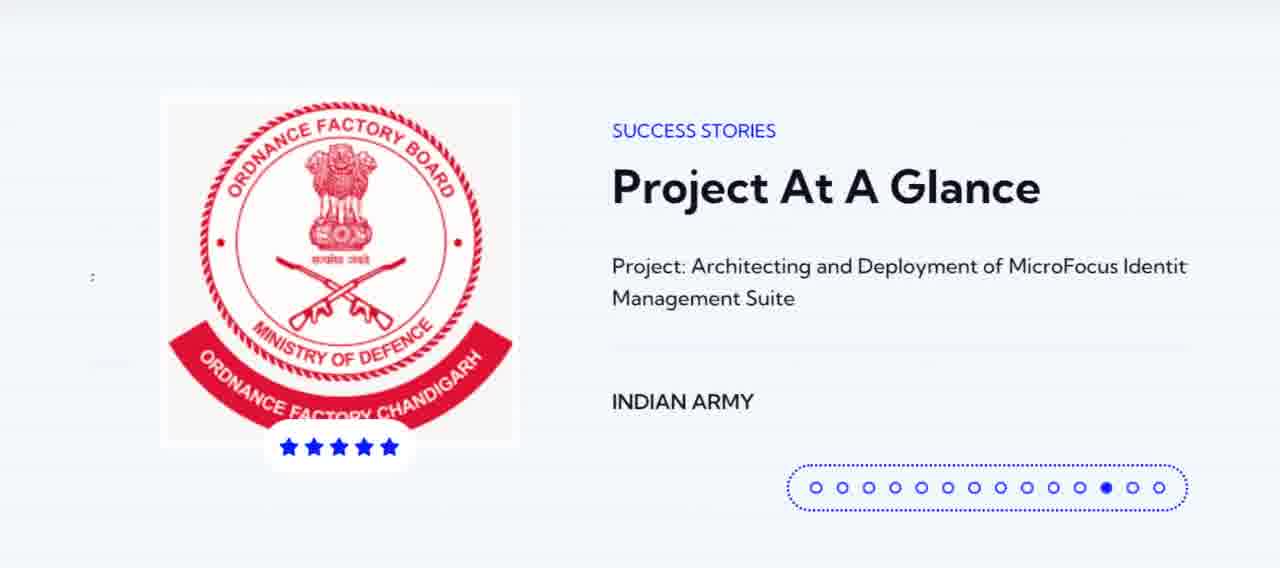 ORDNANCE FACTORY BOARD
सत्यमेव जयते
MINISTRY OF DEFENCE
ORDNANCE FACTORY CHANDIGARH
SUCCESS STORIES
Project At A Glance
Project: Architecting and Deployment of MicroFocus Identit
Management Suite
INDIAN ARMY